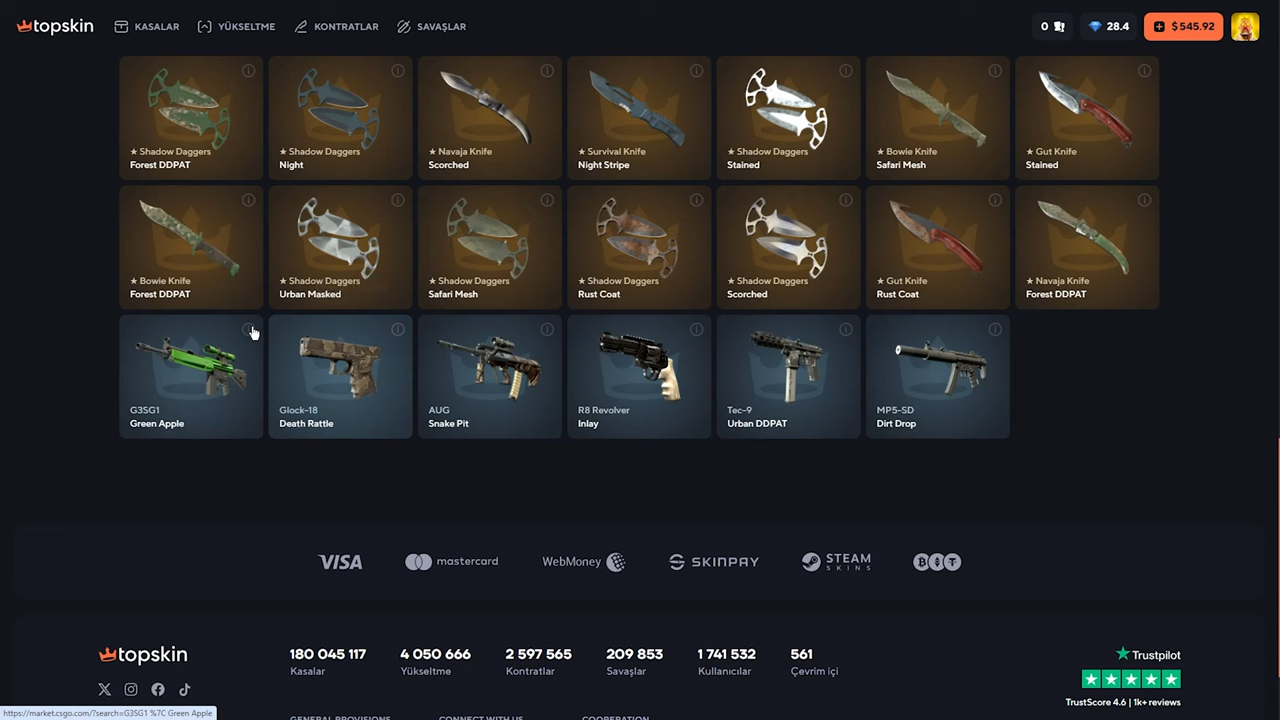 topskin
KASALAR
YÜKSELTME
KONTRATLAR
SAVAŞLAR
0
28.4
$ 545.92
★ Shadow Daggers
Forest DDPAT
★ Shadow Daggers
Night
★ Navaja Knife
Scorched
★ Survival Knife
Night Stripe
★ Shadow Daggers
Stained
★ Bowie Knife
Safari Mesh
★ Gut Knife
Stained
★ Bowie Knife
Forest DDPAT
★ Shadow Daggers
Urban Masked
★ Shadow Daggers
Safari Mesh
★ Shadow Daggers
Rust Coat
★ Shadow Daggers
Scorched
★ Gut Knife
Rust Coat
★ Navaja Knife
Forest DDPAT
G3SG1
Green Apple
Glock-18
Death Rattle
AUG
Snake Pit
R8 Revolver
Inlay
Tec-9
Urban DDPAT
MP5-SD
Dirt Drop
VISA
mastercard
WebMoney
SKINPAY
STEAM
SKINS
topskin
180 045 117
Kasalar
4 050 666
Yükseltme
2 597 565
Kontratlar
209 853
Savaşlar
1 741 532
Kullanıcılar
561
Çevrim içi
Trustpilot
TrustScore 4.6 | 1k+ reviews
https://market.csgo.com/?search=G3SG1 %7C Green Apple
GENERAL PROVISIONS
CONNECT WITH US
COOPERATION